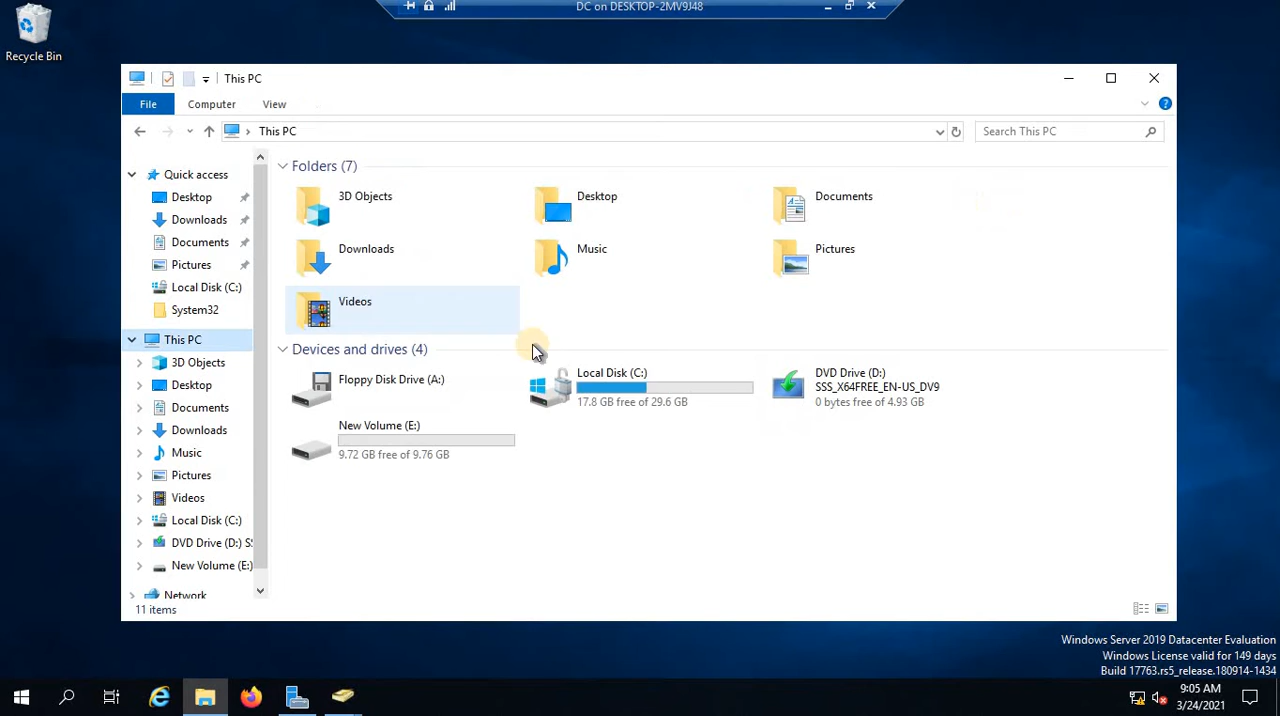 DC on DESKTOP-2MV9J48
Recycle Bin
This PC
File
Computer
View
This PC
Search This PC
Quick access
Desktop
Downloads
Documents
Pictures
Local Disk (C:)
System32
This PC
3D Objects
Desktop
Documents
Downloads
Music
Pictures
Videos
Local Disk (C:)
DVD Drive (D:) SS
New Volume (E:)
Network
Folders (7)
3D Objects
Desktop
Documents
Downloads
Music
Pictures
Videos
Devices and drives (4)
Floppy Disk Drive (A:)
Local Disk (C:)
17.8 GB free of 29.6 GB
DVD Drive (D:)
SSS_X64FREE_EN-US_DV9
0 bytes free of 4.93 GB
New Volume (E:)
9.72 GB free of 9.76 GB
11 items
Windows Server 2019 Datacenter Evaluation
Windows License valid for 149 days
Build 17763.rs5_release.180914-1434
9:05 AM
3/24/2021